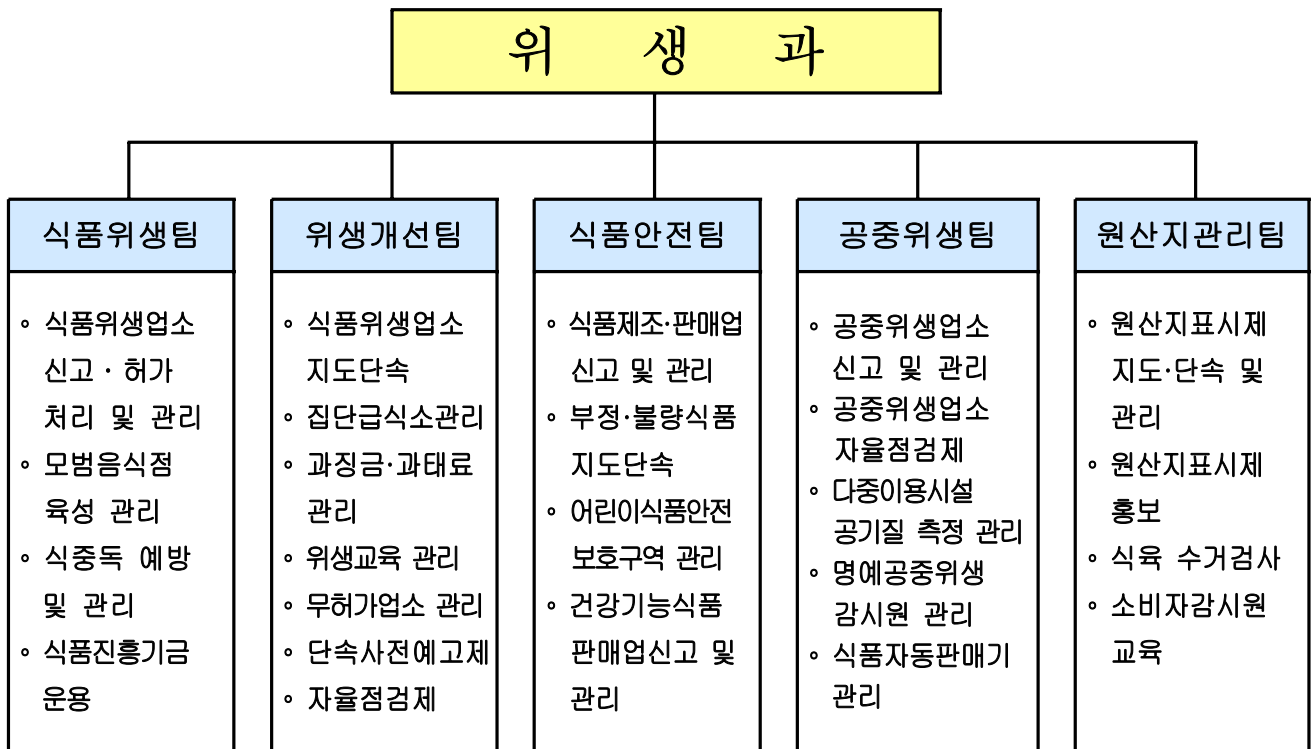 위 생 과
식품위생팀
◦ 식품위생업소
신고 · 허가
처리 및 관리
◦ 모범음식점
육성 관리
◦ 식중독 예방
및 관리
◦ 식품진흥기금
운용
위생개선팀
◦ 식품위생업소
지도단속
◦ 집단급식소관리
◦ 과징금·과태료
관리
◦ 위생교육 관리
◦ 무허가업소 관리
◦ 단속사전예고제
◦ 자율점검제
식품안전팀
◦ 식품제조·판매업
신고 및 관리
◦ 부정·불량식품
지도단속
◦ 어린이식품안전
보호구역 관리
◦ 건강기능식품
판매업신고 및
관리
공중위생팀
◦ 공중위생업소
신고 및 관리
◦ 공중위생업소
자율점검제
◦ 다중이용시설
공기질 측정 관리
◦ 명예공중위생
감시원 관리
◦ 식품자동판매기
관리
원산지관리팀
◦ 원산지표시제
지도·단속 및
관리
◦ 원산지표시제
홍보
◦ 식육 수거검사
◦ 소비자감시원
교육